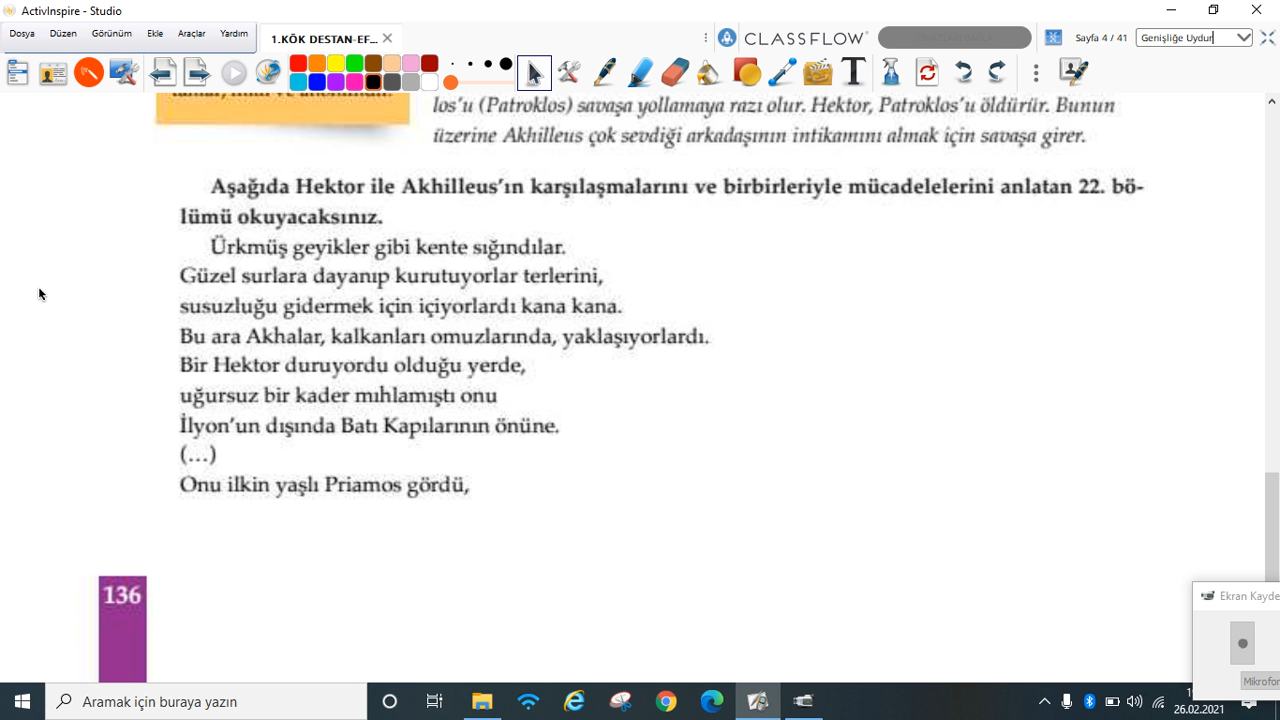 ActivInspire - Studio
Dosya Düzen Görünüm Ekle Araçlar Yardım
1.KÖK DESTAN-EF...
CLASSFLOW
Sayfa 4 / 41
Genişliğe Uydur
los’u (Patroklos) savaşa yollamaya razı olur. Hektor, Patroklos’u öldürür. Bunun
üzerine Akhilleus çok sevdiği arkadaşının intikamını almak için savaşa girer.
Aşağıda Hektor ile Akhilleus’ın karşılaşmalarını ve birbirleriyle mücadelelerini anlatan 22. bö-
lümü okuyacaksınız.
Ürkmüş geyikler gibi kente sığındılar.
Güzel surlara dayanıp kurutuyorlar terlerini,
susuzluğu gidermek için içiyorlardı kana kana.
Bu ara Akhalar, kalkanları omuzlarında, yaklaşıyorlardı.
Bir Hektor duruyordu olduğu yerde,
uğursuz bir kader mıhlamıştı onu
İlyon’un dışında Batı Kapılarının önüne.
(…)
Onu ilkin yaşlı Priamos gördü,
136
Ekran Kayde
Mikrofon
Aramak için buraya yazın
26.02.2021